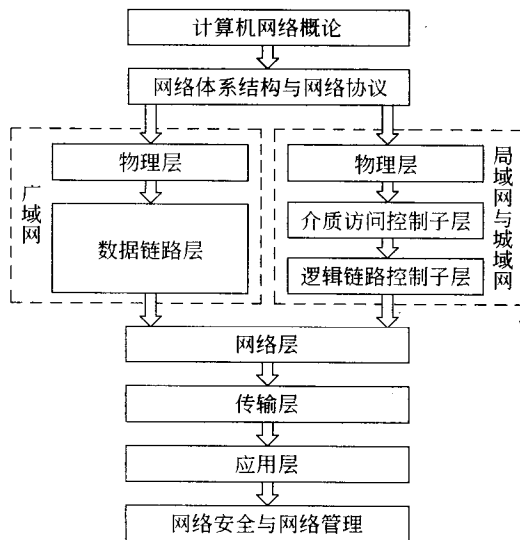 计算机网络概论
网络体系结构与网络协议
广域网
物理层
数据链路层
物理层
介质访问控制子层
逻辑链路控制子层
局域网与城域网
网络层
传输层
应用层
网络安全与网络管理